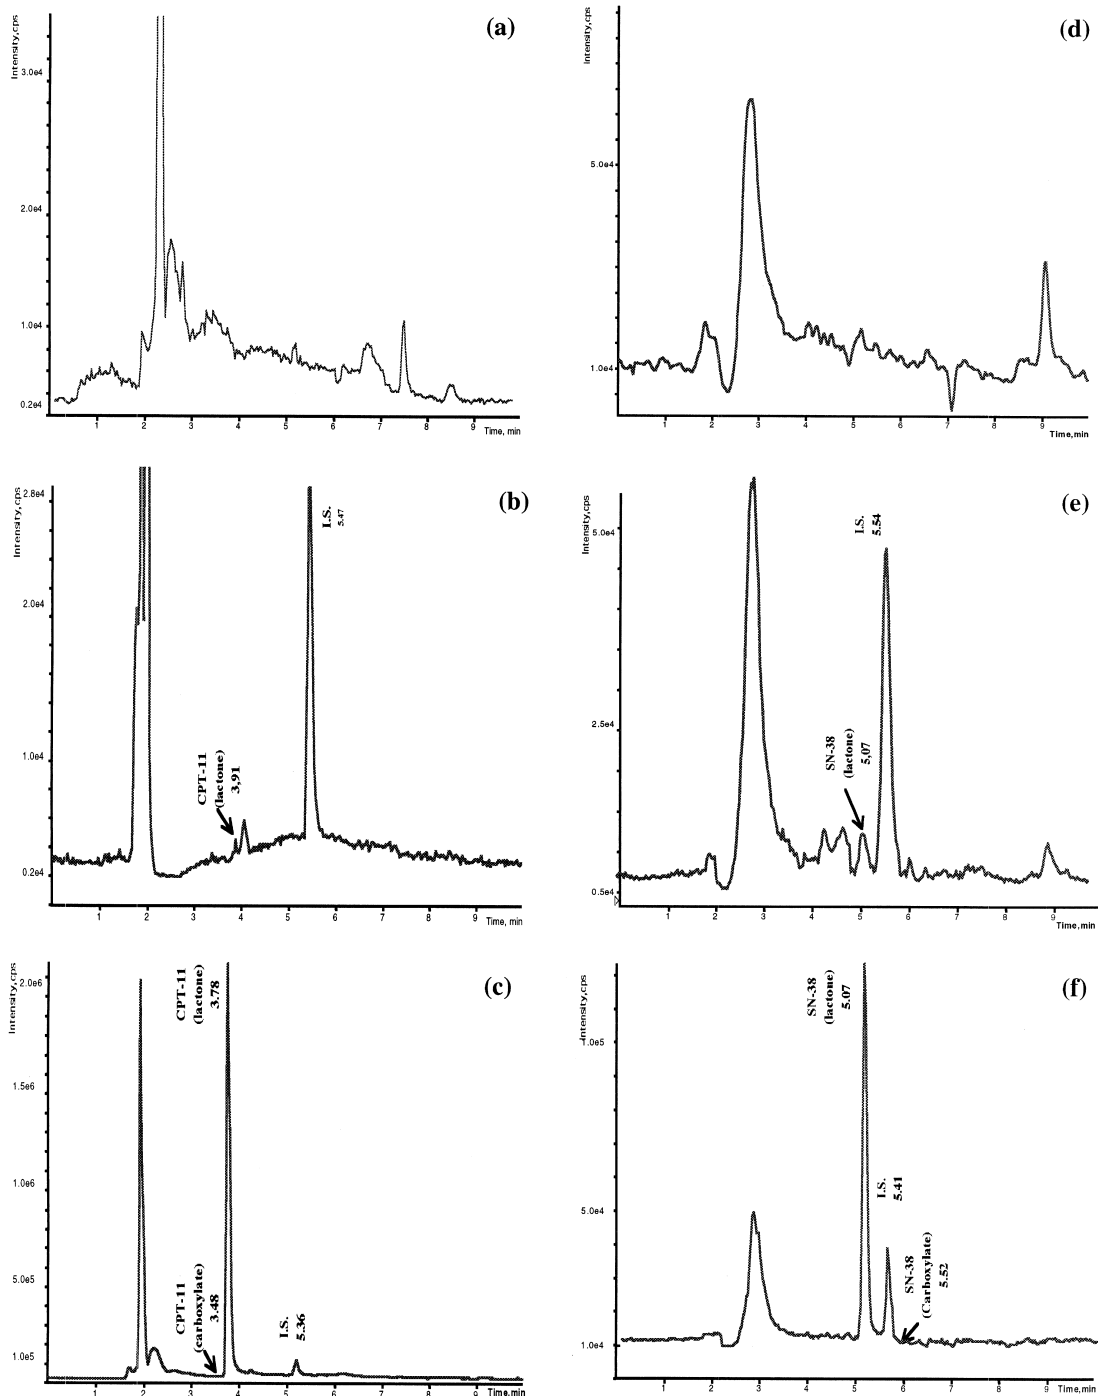 (a)
Intensity,cps
3.0e4
2.0e4
1.0e4
0.2e4
1 2 3 4 5 6 7 8 9
Time, min
(d)
Intensity,cps
5.0e4
1.0e4
1 2 3 4 5 6 7 8 9
Time,min
(b)
Intensity,cps
2.8e4
2.0e4
1.0e4
0.2e4
CPT-11
(lactone)
3,91
I.S.
5.47
1 2 3 4 5 6 7 8 9
Time, min
(e)
Intensity,cps
5.0e4
2.5e4
0.5e4
SN-38
(lactone)
5,07
I.S.
5.54
1 2 3 4 5 6 7 8 9
Time,min
(c)
Intensity,cps
2.0e6
1.5e6
1.0e6
5.0e5
1.0e5
CPT-11
(lactone)
3.78
CPT-11
(carboxylate)
3.48
I.S.
5.36
1 2 3 4 5 6 7 8 9
Time,min
(f)
Intensity,cps
1.0e5
5.0e4
1.0e4
SN-38
(lactone)
5.07
I.S.
5.41
SN-38
(Carboxylate)
5.52
1 2 3 4 5 6 7 8 9
Time,min